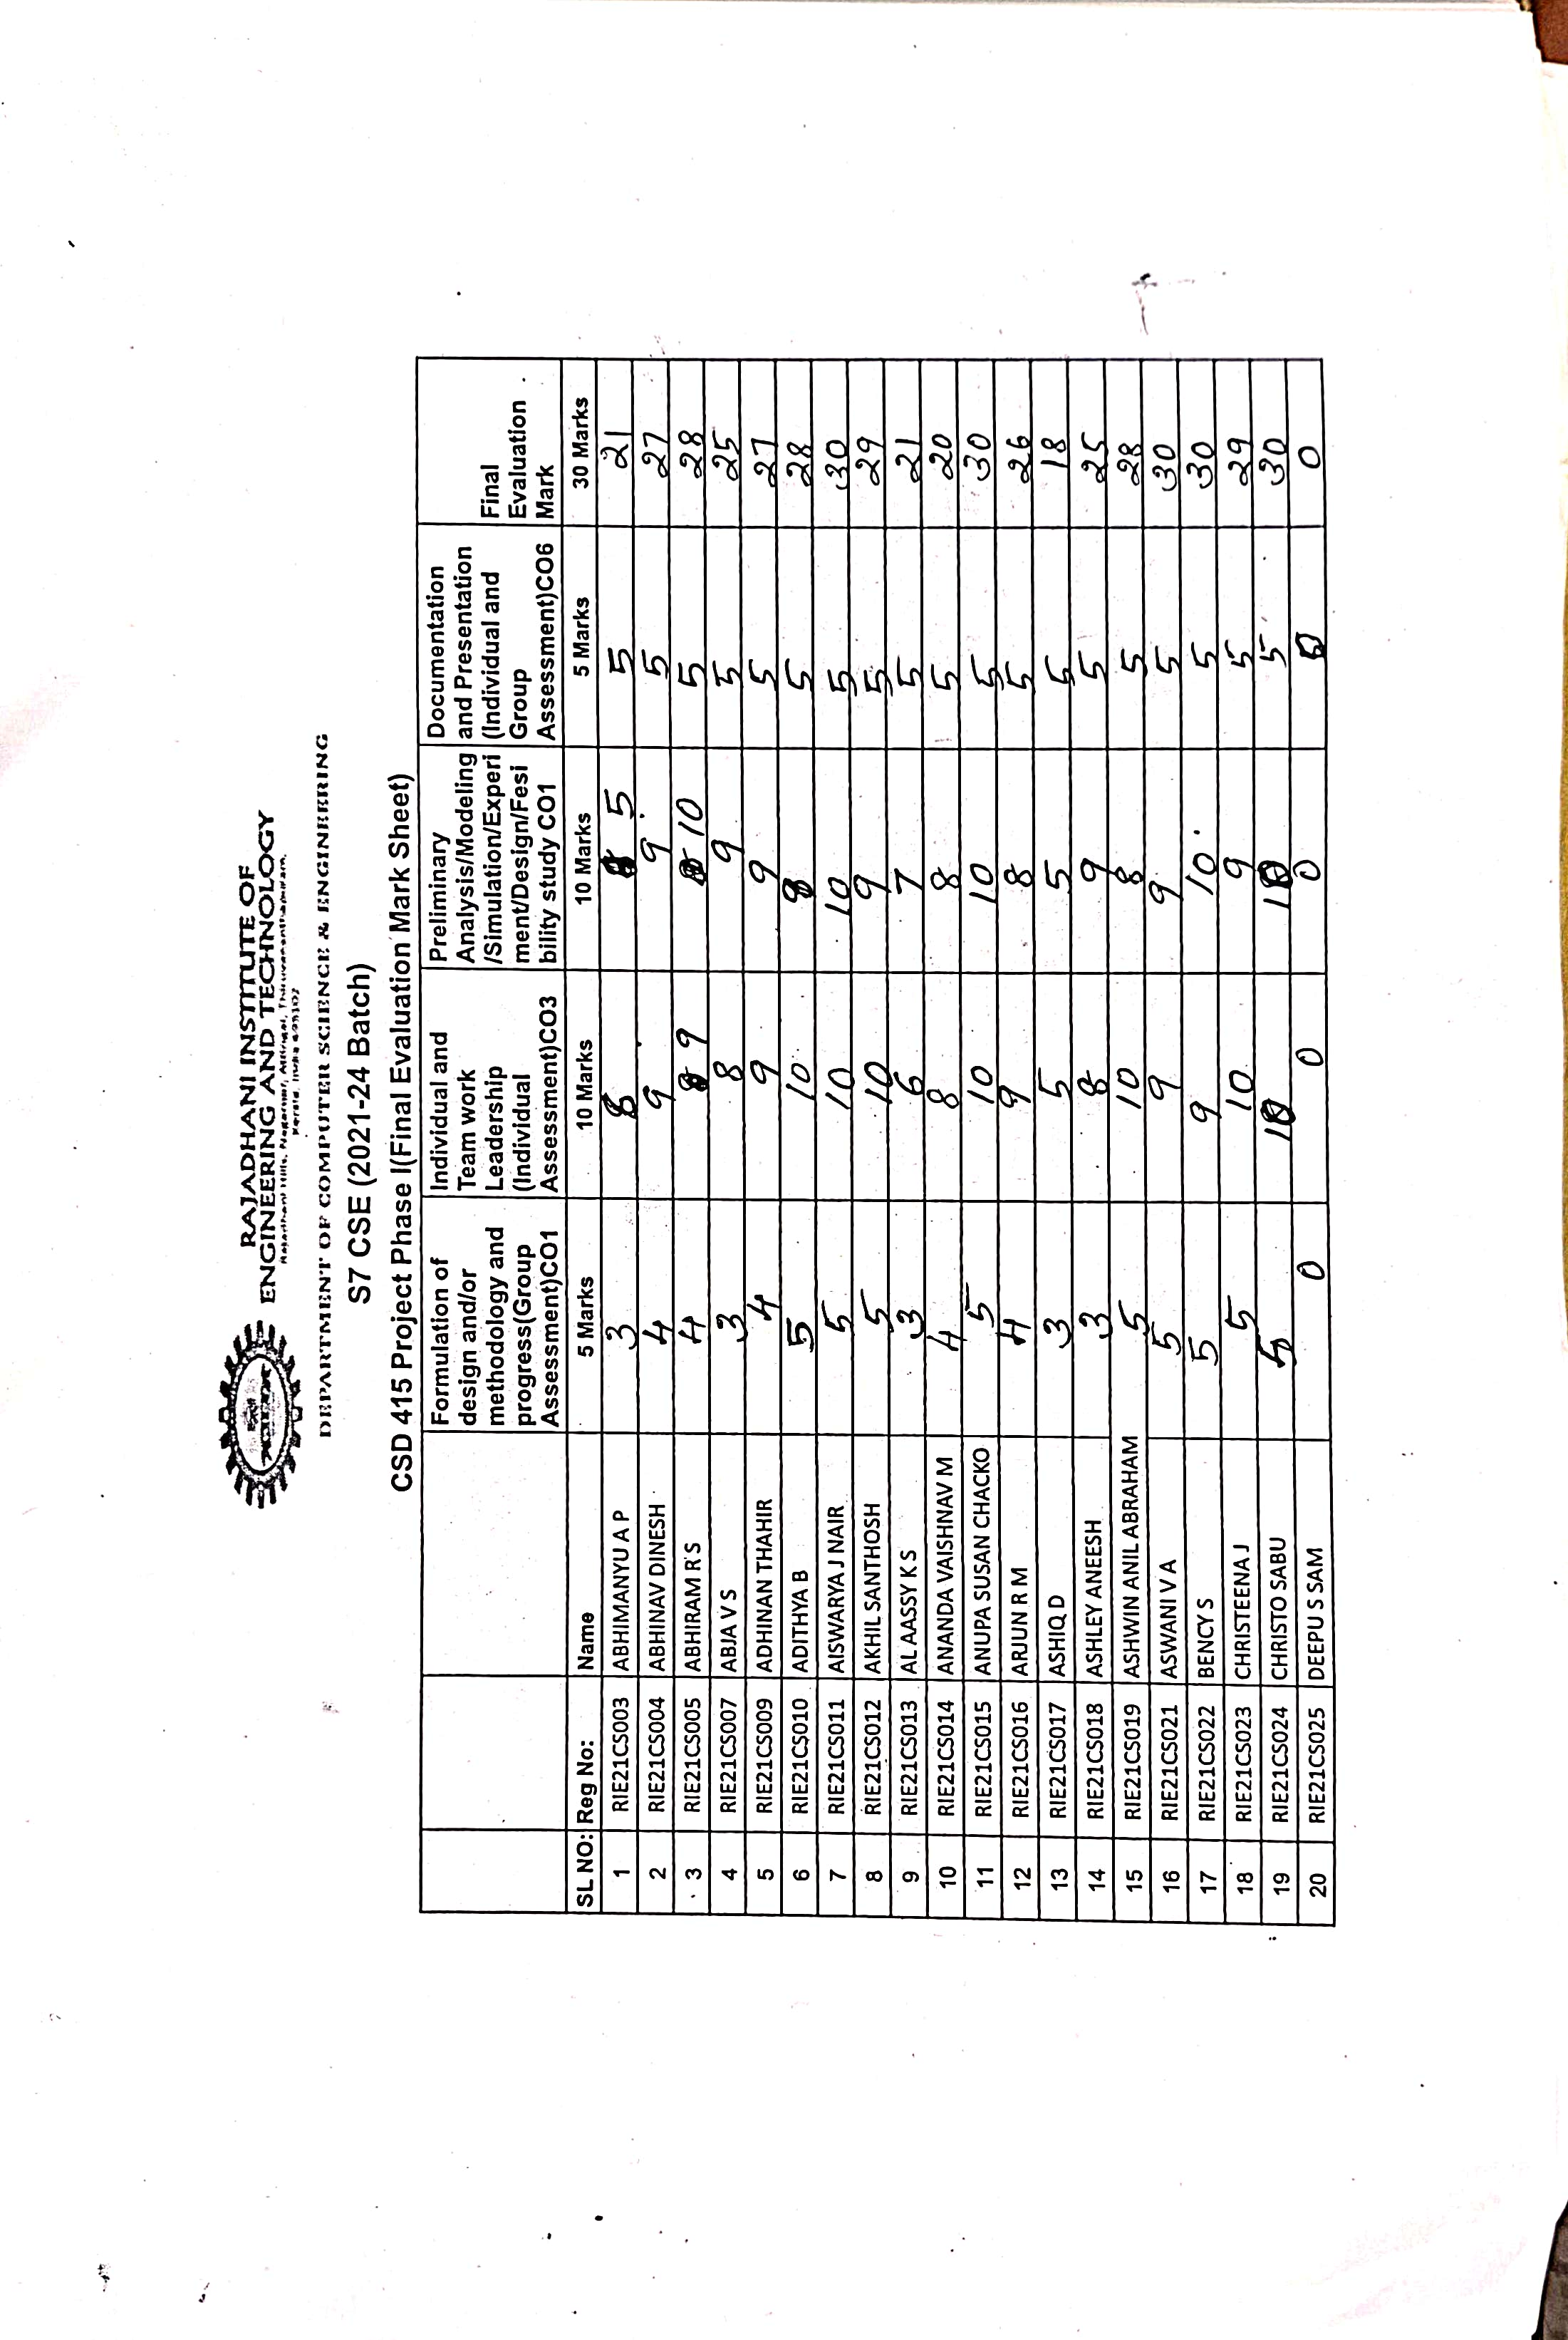 RAJADHANI INSTITUTE OF
ENGINEERING AND TECHNOLOGY
DEPARTMENT OF COMPUTER SCIENCE & ENGINEERING
S7 CSE (2021-24 Batch)
CSD 415 Project Phase I(Final Evaluation Mark Sheet)
Formulation of design and/or methodology and progress(Group Assessment)CO1
Individual and Team work Leadership (Individual Assessment)CO3
Preliminary Analysis/Modeling /Simulation/Experi ment/Design/Fesi bility study CO1
Documentation and Presentation (Individual and Group Assessment)CO6
Final Evaluation Mark
SL NO: Reg No: Name 5 Marks 10 Marks 10 Marks 5 Marks 30 Marks
1 RIE21CS003 ABHIMANYU A P 3 8 5 5 21
2 RIE21CS004 ABHINAV DINESH 4 9 9 5 27
3 RIE21CS005 ABHIRAM R S 4 9 10 5 28
4 RIE21CS007 ABJA V S 3 8 9 5 25
5 RIE21CS009 ADHINAN THAHIR 4 9 9 5 27
6 RIE21CS010 ADITHYA B 5 10 8 5 28
7 RIE21CS011 AISWARYA J NAIR 5 10 10 5 30
8 RIE21CS012 AKHIL SANTHOSH 5 10 9 5 29
9 RIE21CS013 AL AASSY K S 3 6 7 5 21
10 RIE21CS014 ANANDA VAISHNAV M 4 8 8 5 20
11 RIE21CS015 ANUPA SUSAN CHACKO 5 10 10 5 30
12 RIE21CS016 ARJUN R M 4 9 8 5 26
13 RIE21CS017 ASHIQ D 3 5 5 5 18
14 RIE21CS018 ASHLEY ANEESH 3 8 9 5 25
15 RIE21CS019 ASHWIN ANIL ABRAHAM 5 10 8 5 28
16 RIE21CS021 ASWANI V A 5 9 9 5 30
17 RIE21CS022 BENCY S 5 9 10 5 30
18 RIE21CS023 CHRISTEENA J 5 10 9 5 29
19 RIE21CS024 CHRISTO SABU 5 10 10 5 30
20 RIE21CS025 DEEPU S SAM 0 0 0 0 0